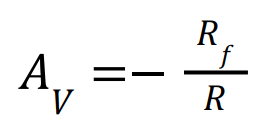 A_V = - R_f / R